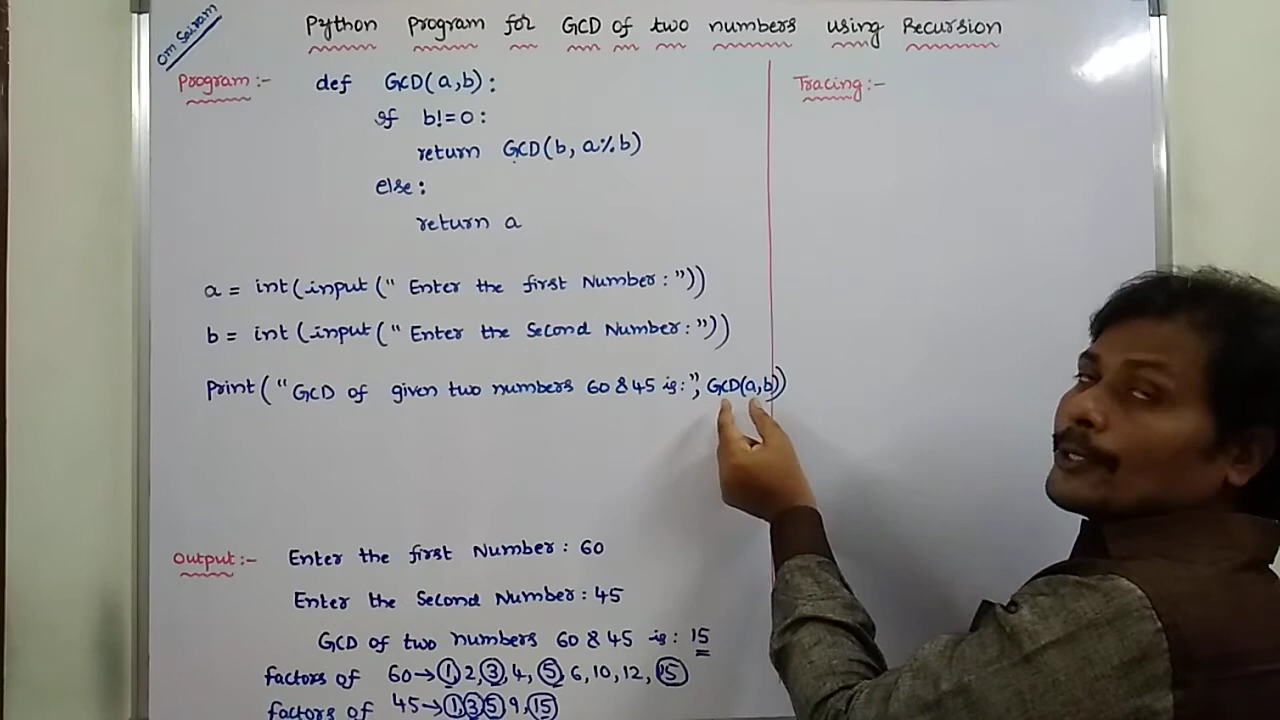 om Sairam
Python program for GCD of two numbers using Recursion
Program:-
def GCD(a,b):
if b!=0:
return GCD(b, a%b)
else:
return a
a = int(input("Enter the first Number:"))
b = int(input("Enter the Second Number:"))
Print("GCD of given two numbers 60 & 45 is:", GCD(a,b))
Output:- Enter the first Number: 60
Enter the Second Number: 45
GCD of two numbers 60 & 45 is: 15
factors of 60→1, 2, 3, 4, 5, 6, 10, 12, 15
factors of 45→1, 3, 5, 9, 15
Tracing:-